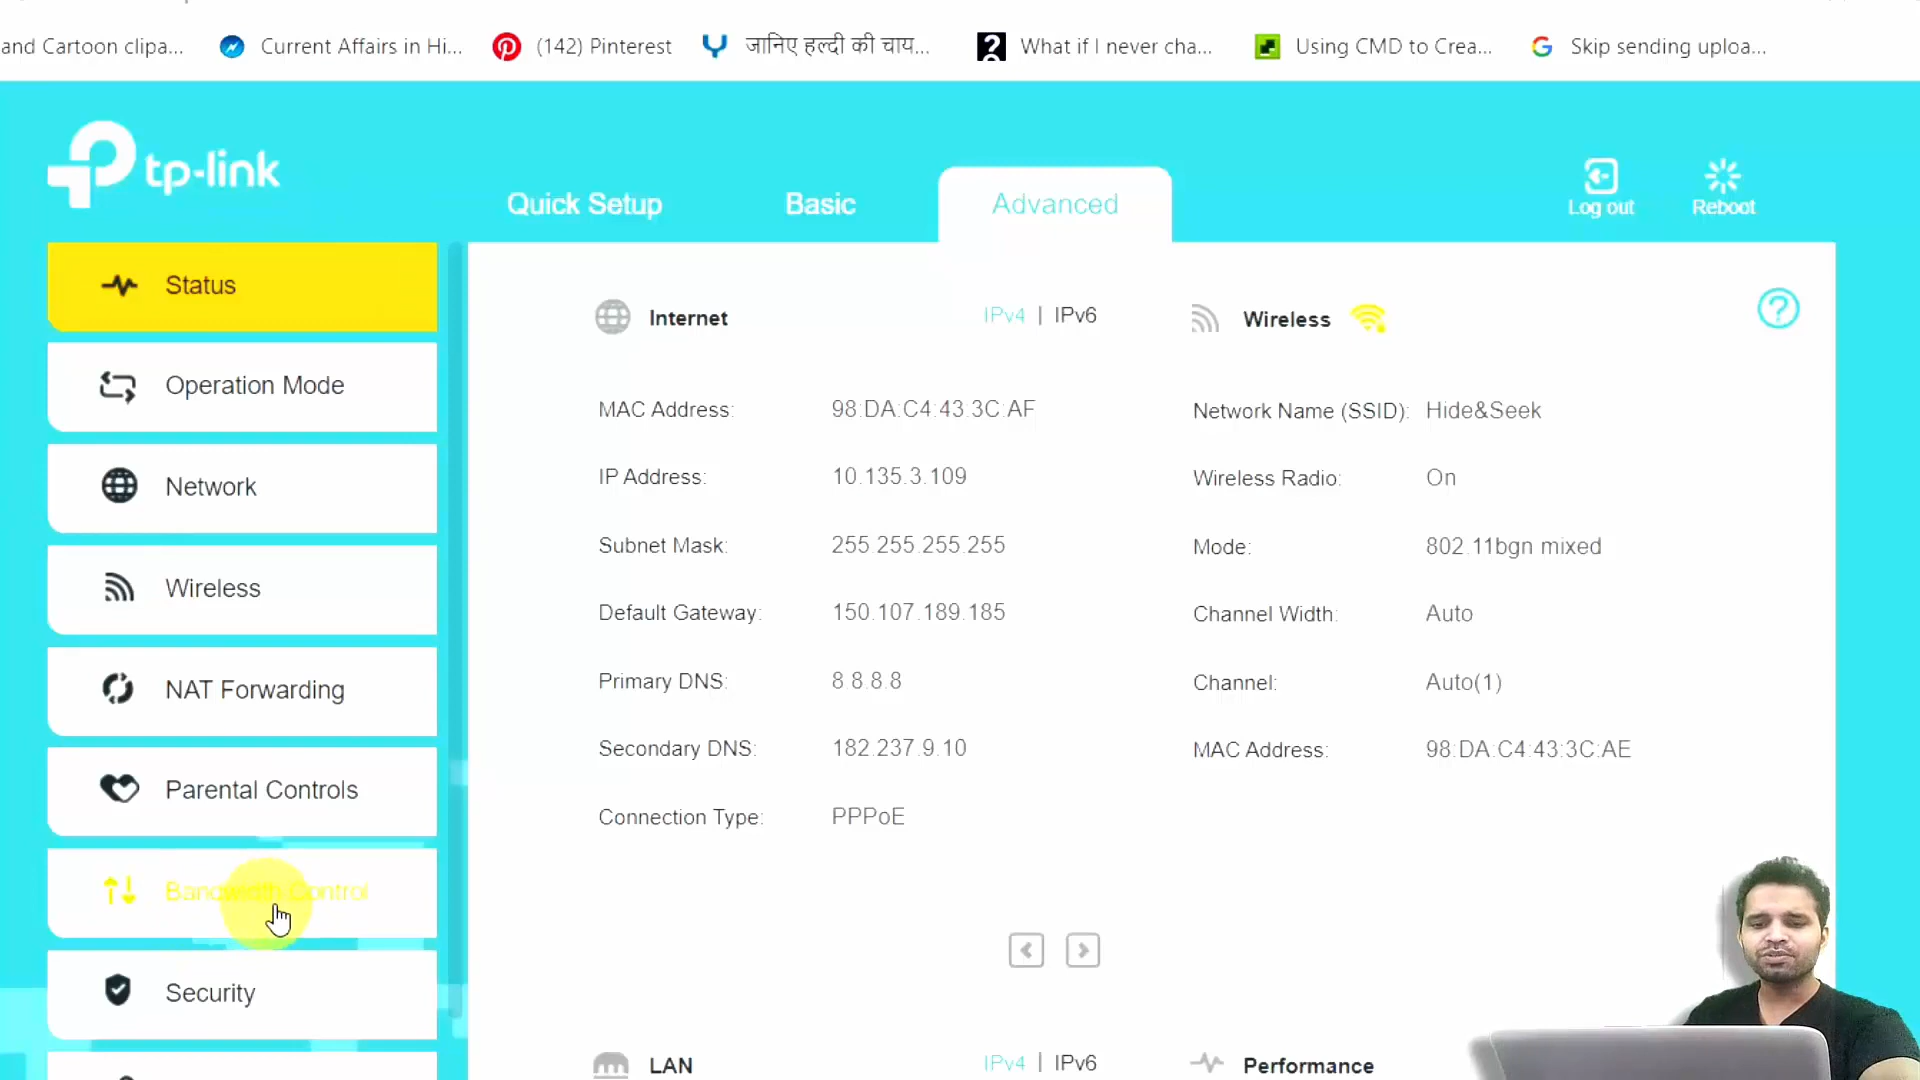 and Cartoon clipa...
Current Affairs in Hi...
(142) Pinterest
जानिए हल्दी की चाय...
What if I never cha...
Using CMD to Crea...
Skip sending uploa...
tp-link
Quick Setup
Basic
Advanced
Log out
Reboot
Status
Operation Mode
Network
Wireless
NAT Forwarding
Parental Controls
Bandwidth Control
Security
Internet
IPv4 | IPv6
MAC Address: 98:DA:C4:43:3C:AF
IP Address: 10.135.3.109
Subnet Mask: 255.255.255.255
Default Gateway: 150.107.189.185
Primary DNS: 8.8.8.8
Secondary DNS: 182.237.9.10
Connection Type: PPPoE
Wireless
Network Name (SSID): Hide&Seek
Wireless Radio: On
Mode: 802.11bgn mixed
Channel Width: Auto
Channel: Auto(1)
MAC Address: 98:DA:C4:43:3C:AE
LAN
IPv4 | IPv6
Performance